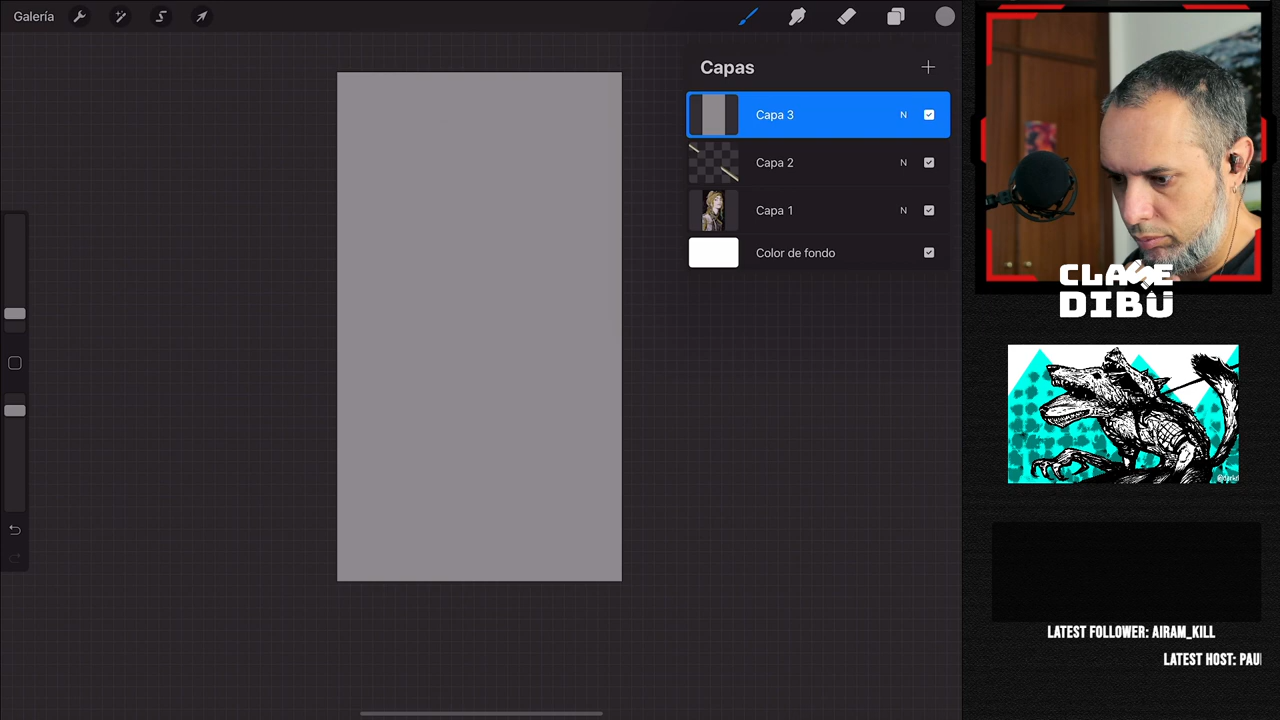 Galería
Capas
Capa 3
N
Capa 2
N
Capa 1
N
Color de fondo
CLASE
DIBU
LATEST FOLLOWER: AIRAM_KILL
LATEST HOST: PAU